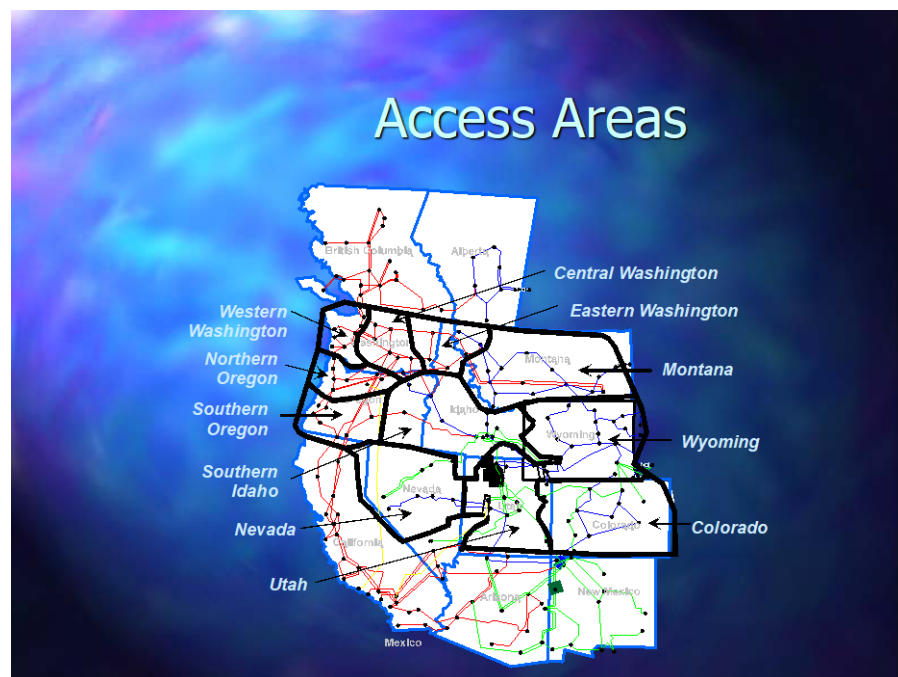 Access Areas
British Columbia
Alberta
Central Washington
Eastern Washington
Western
Washington
Northern
Oregon
Montana
Montana
Southern
Oregon
Idaho
Wyoming
Wyoming
Southern
Idaho
Nevada
Nevada
Colorado
Colorado
California
Utah
Arizona
New Mexico
Mexico